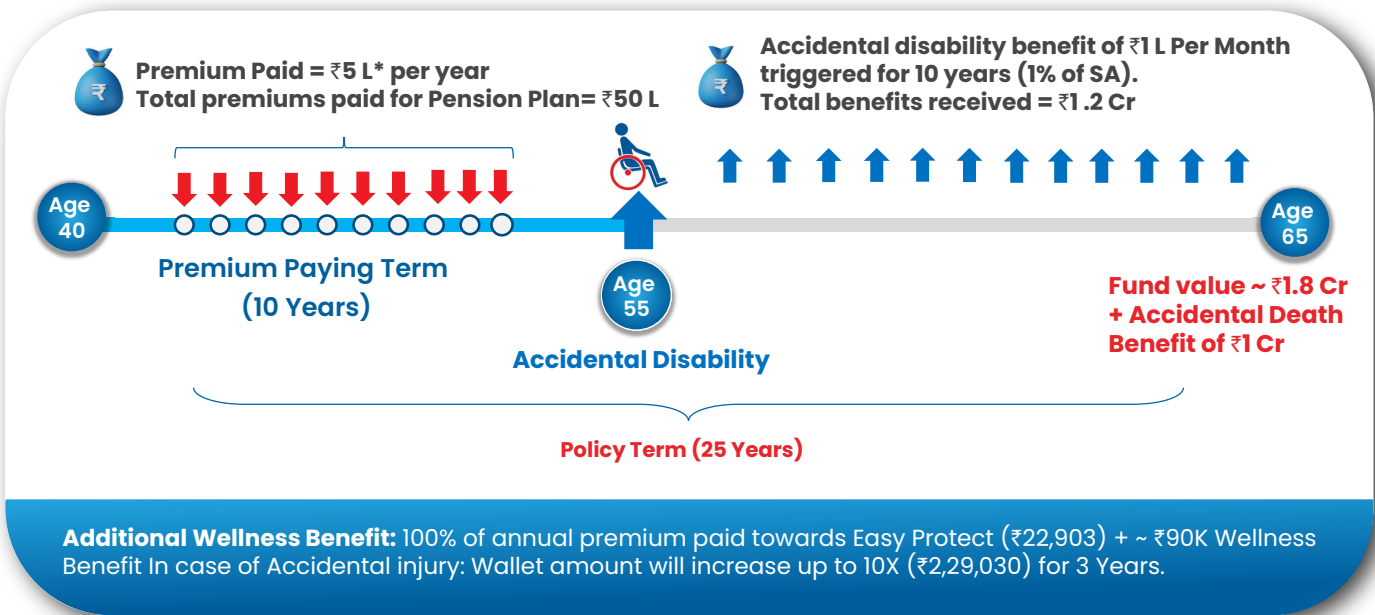 Premium Paid = ₹5 L* per year
Total premiums paid for Pension Plan= ₹50 L
Accidental disability benefit of ₹1 L Per Month
triggered for 10 years (1% of SA).
Total benefits received = ₹1 .2 Cr
₹
₹
Age
40
Age
65
Premium Paying Term
(10 Years)
Age
55
Accidental Disability
Fund value ~ ₹1.8 Cr
+ Accidental Death
Benefit of ₹1 Cr
Policy Term (25 Years)
Additional Wellness Benefit: 100% of annual premium paid towards Easy Protect (₹22,903) + ~ ₹90K Wellness
Benefit In case of Accidental injury: Wallet amount will increase up to 10X (₹2,29,030) for 3 Years.